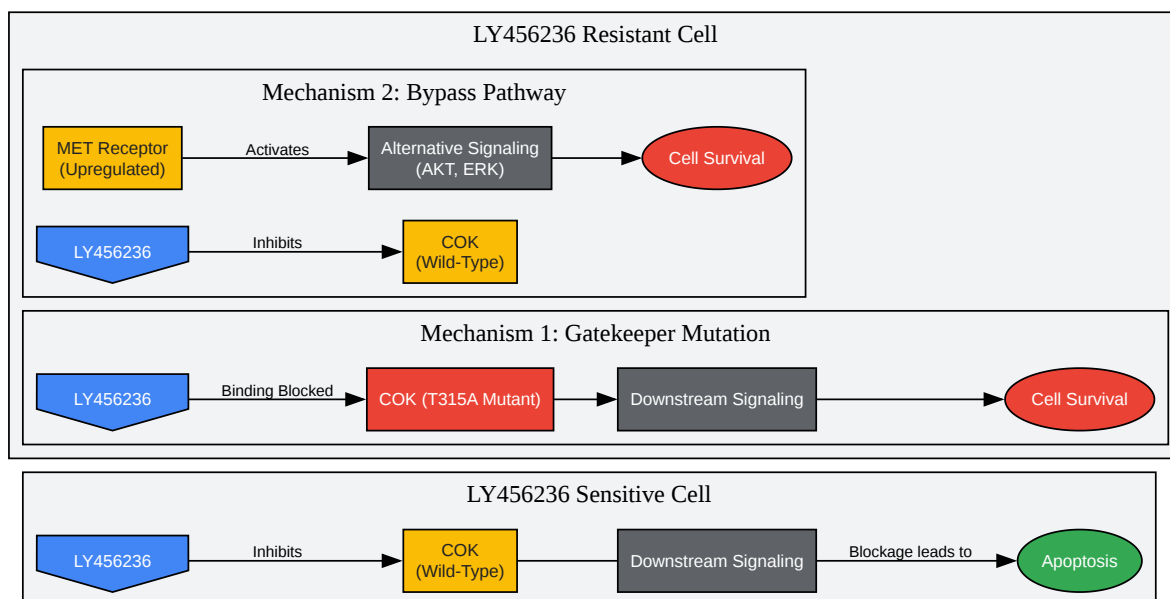 LY456236 Resistant Cell
Mechanism 2: Bypass Pathway
MET Receptor
(Upregulated)
Activates
Alternative Signaling
(AKT, ERK)
Cell Survival
LY456236
Inhibits
COK
(Wild-Type)
Mechanism 1: Gatekeeper Mutation
LY456236
Binding Blocked
COK (T315A Mutant)
Downstream Signaling
Cell Survival
LY456236 Sensitive Cell
LY456236
Inhibits
COK
(Wild-Type)
Downstream Signaling
Blockage leads to
Apoptosis